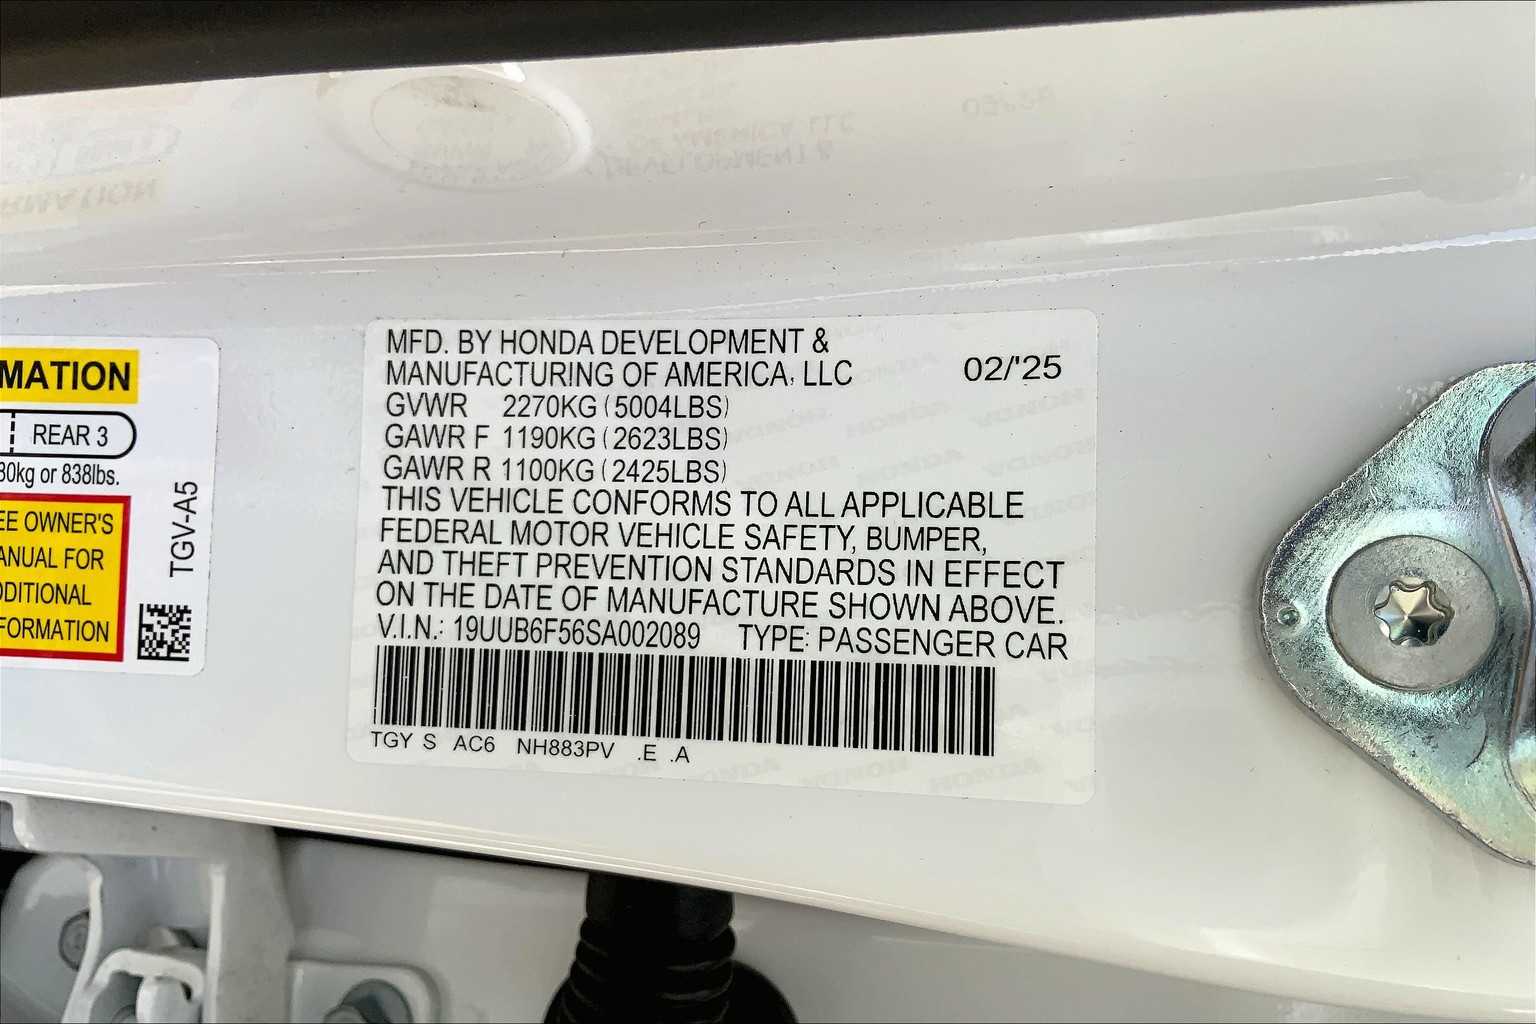 MATION
REAR 3
80kg or 838lbs.
EE OWNER'S
ANUAL FOR
DDITIONAL
FORMATION
TGV-A5
MFD. BY HONDA DEVELOPMENT &
MANUFACTURING OF AMERICA, LLC 02/'25
GVWR 2270KG (5004LBS)
GAWR F 1190KG (2623LBS)
GAWR R 1100KG (2425LBS)
THIS VEHICLE CONFORMS TO ALL APPLICABLE
FEDERAL MOTOR VEHICLE SAFETY, BUMPER,
AND THEFT PREVENTION STANDARDS IN EFFECT
ON THE DATE OF MANUFACTURE SHOWN ABOVE.
V.I.N.: 19UUB6F56SA002089 TYPE: PASSENGER CAR
TGY S AC6 NH883PV .E .A